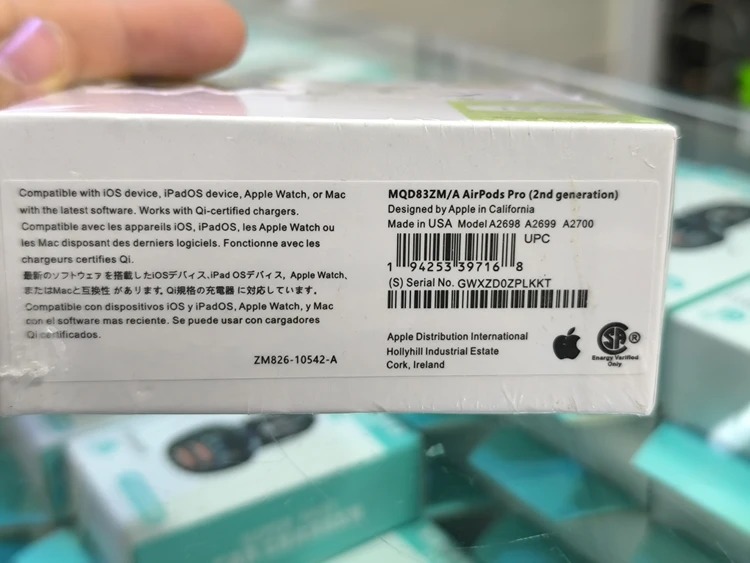 Compatible with iOS device, iPadOS device, Apple Watch, or Mac
with the latest software. Works with Qi-certified chargers.
Compatible avec les appareils iOS, iPadOS, les Apple Watch ou
les Mac disposant des derniers logiciels. Fonctionne avec les
chargeurs certifies Qi.
最新のソフトウェアを搭載したiOSデバイス、iPad OSデバイス, Apple Watch、
またはMacと互換性 があります。Qi規格の充電器 に対応しています.
Compatible con dispositivos iOS y iPadOS, Apple Watch, y Mac
con el software mas reciente. Se puede usar con cargadores
Qi certificados.
ZM826-10542-A
MQD83ZM/A AirPods Pro (2nd generation)
Designed by Apple in California
Made in USA Model A2698 A2699 A2700
UPC
1 94253 39716 8
(S) Serial No. GWXZD0ZPLKKT
Apple Distribution International
Hollyhill Industrial Estate
Cork, Ireland
SA ®
Energy Verified
Only